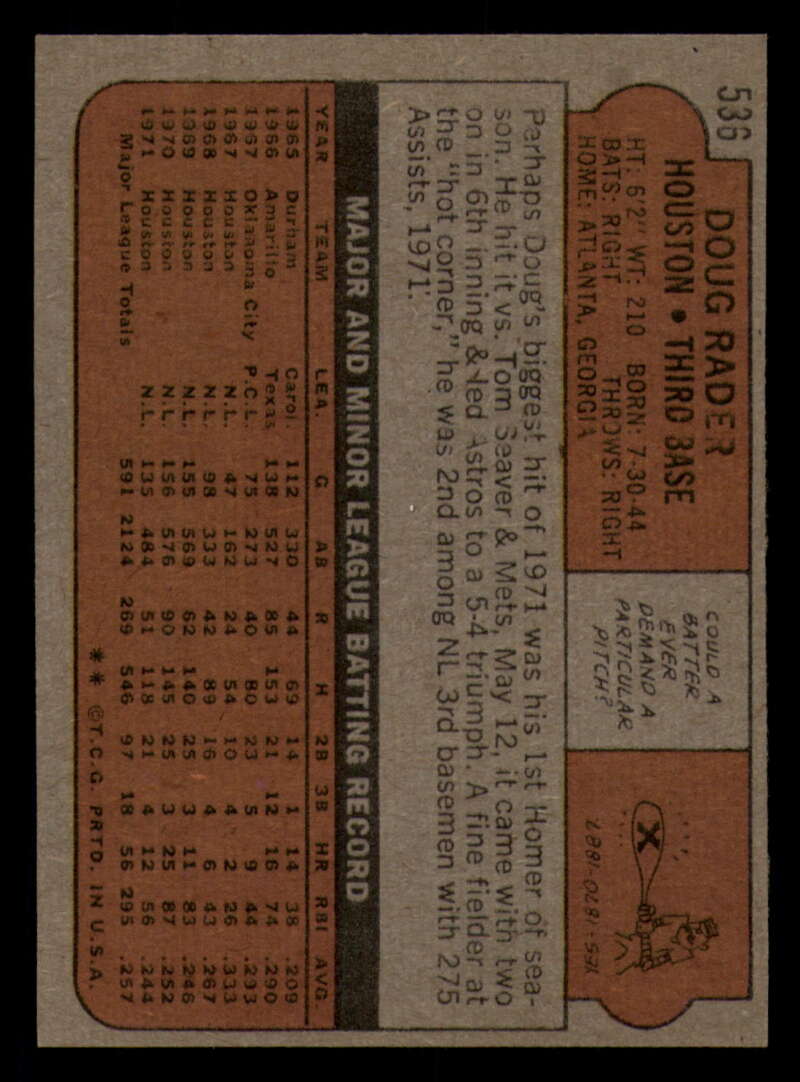 536
DOUG RADER
HOUSTON • THIRD BASE
HT: 6'2" WT: 210 BORN: 7-30-44
BATS: RIGHT THROWS: RIGHT
HOME: ATLANTA, GEORGIA
COULD A
BATTER
EVER
DEMAND A
PARTICULAR
PITCH?
X
YES: 1870-1887
Perhaps Doug's biggest hit of 1971 was his 1st Homer of sea-
son. He hit it vs. Tom Seaver & Mets, May 12, it came with two
on in 6th inning & led Astros to a 5-4 triumph. A fine fielder at
the "hot corner," he was 2nd among NL 3rd basemen with 275
Assists, 1971.
MAJOR AND MINOR LEAGUE BATTING RECORD
YEAR TEAM LEA. G AB R H 2B 3B HR RBI AVG.
1965 Durham Carol. 112 330 44 69 14 1 14 38 .209
1966 Amarillo Texas 138 527 85 153 21 12 16 74 .290
1967 Oklahoma City P.C.L. 75 273 40 80 23 5 9 44 .293
1967 Houston N.L. 47 162 24 54 10 4 2 26 .333
1968 Houston N.L. 98 333 42 89 16 4 6 43 .267
1969 Houston N.L. 155 569 62 140 25 3 11 83 .246
1970 Houston N.L. 156 576 90 145 25 3 25 87 .252
1971 Houston N.L. 135 484 51 118 21 4 12 56 .244
Major League Totals 591 2124 269 546 97 18 56 295 .257
** ©T.C.G. PRTD. IN U.S.A.